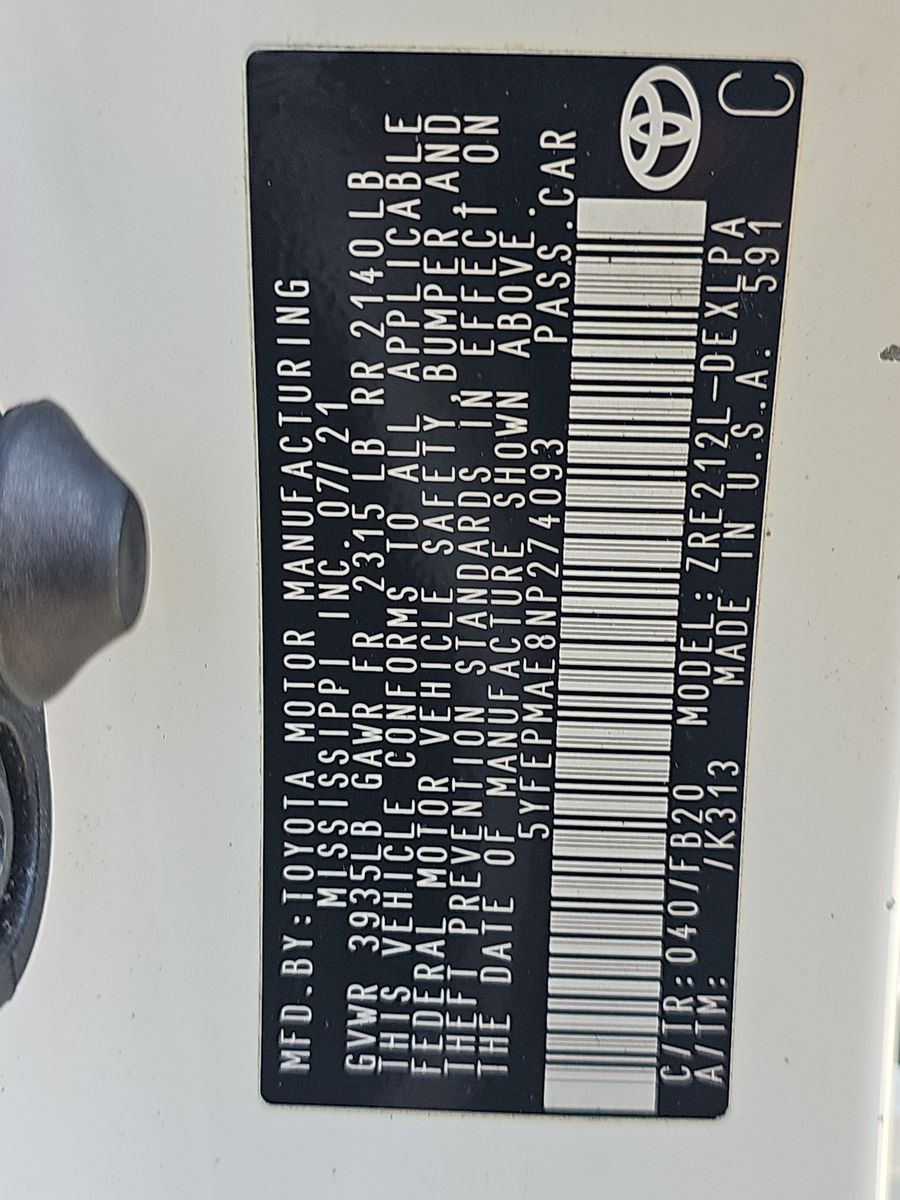 MFD.BY:TOYOTA MOTOR MANUFACTURING
MISSISSIPPI INC. 07/21
GVWR 3935LB GAWR FR 2315 LB RR 2140LB
THIS VEHICLE CONFORMS TO ALL APPLICABLE
FEDERAL MOTOR VEHICLE SAFETY, BUMPER AND
THEFT PREVENTION STANDARDS IN EFFECT ON
THE DATE OF MANUFACTURE SHOWN ABOVE.
5YFEPMAE8NP274093 PASS.CAR
C/TR:040/FB20 MODEL:ZRE212L-DEXLPA
A/TM: /K313 MADE IN U.S.A. 591
C